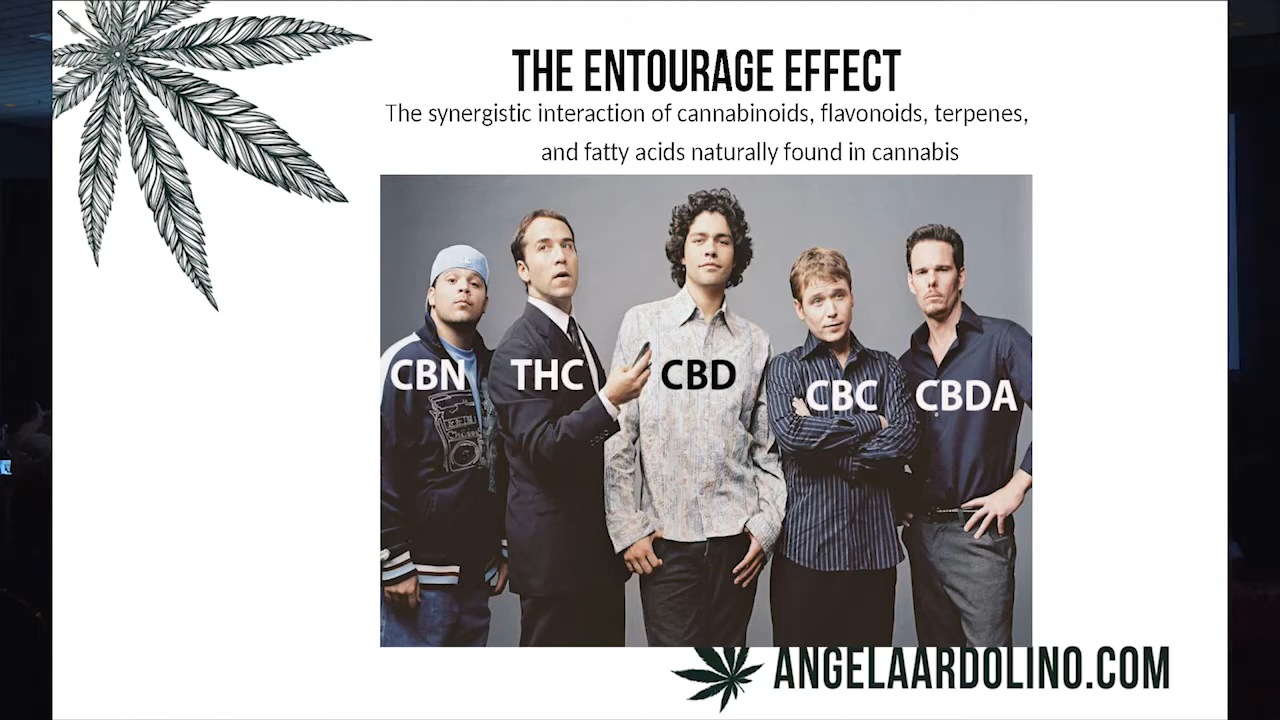 THE ENTOURAGE EFFECT
The synergistic interaction of cannabinoids, flavonoids, terpenes,
and fatty acids naturally found in cannabis
CBN THC CBD CBC CBDA
ANGELAARDOLINO.COM